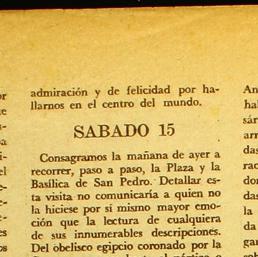 admiración y de felicidad por ha-
llarnos en el centro del mundo.
SABADO 15
Consagramos la mañana de ayer a
recorrer, paso a paso, la Plaza y la
Basílica de San Pedro. Detallar es-
ta visita no comunicaría a quien no
la hiciese por sí mismo mayor emo-
ción que la lectura de cualquiera
de sus innumerables descripciones.
Del obelisco egipcio coronado por la